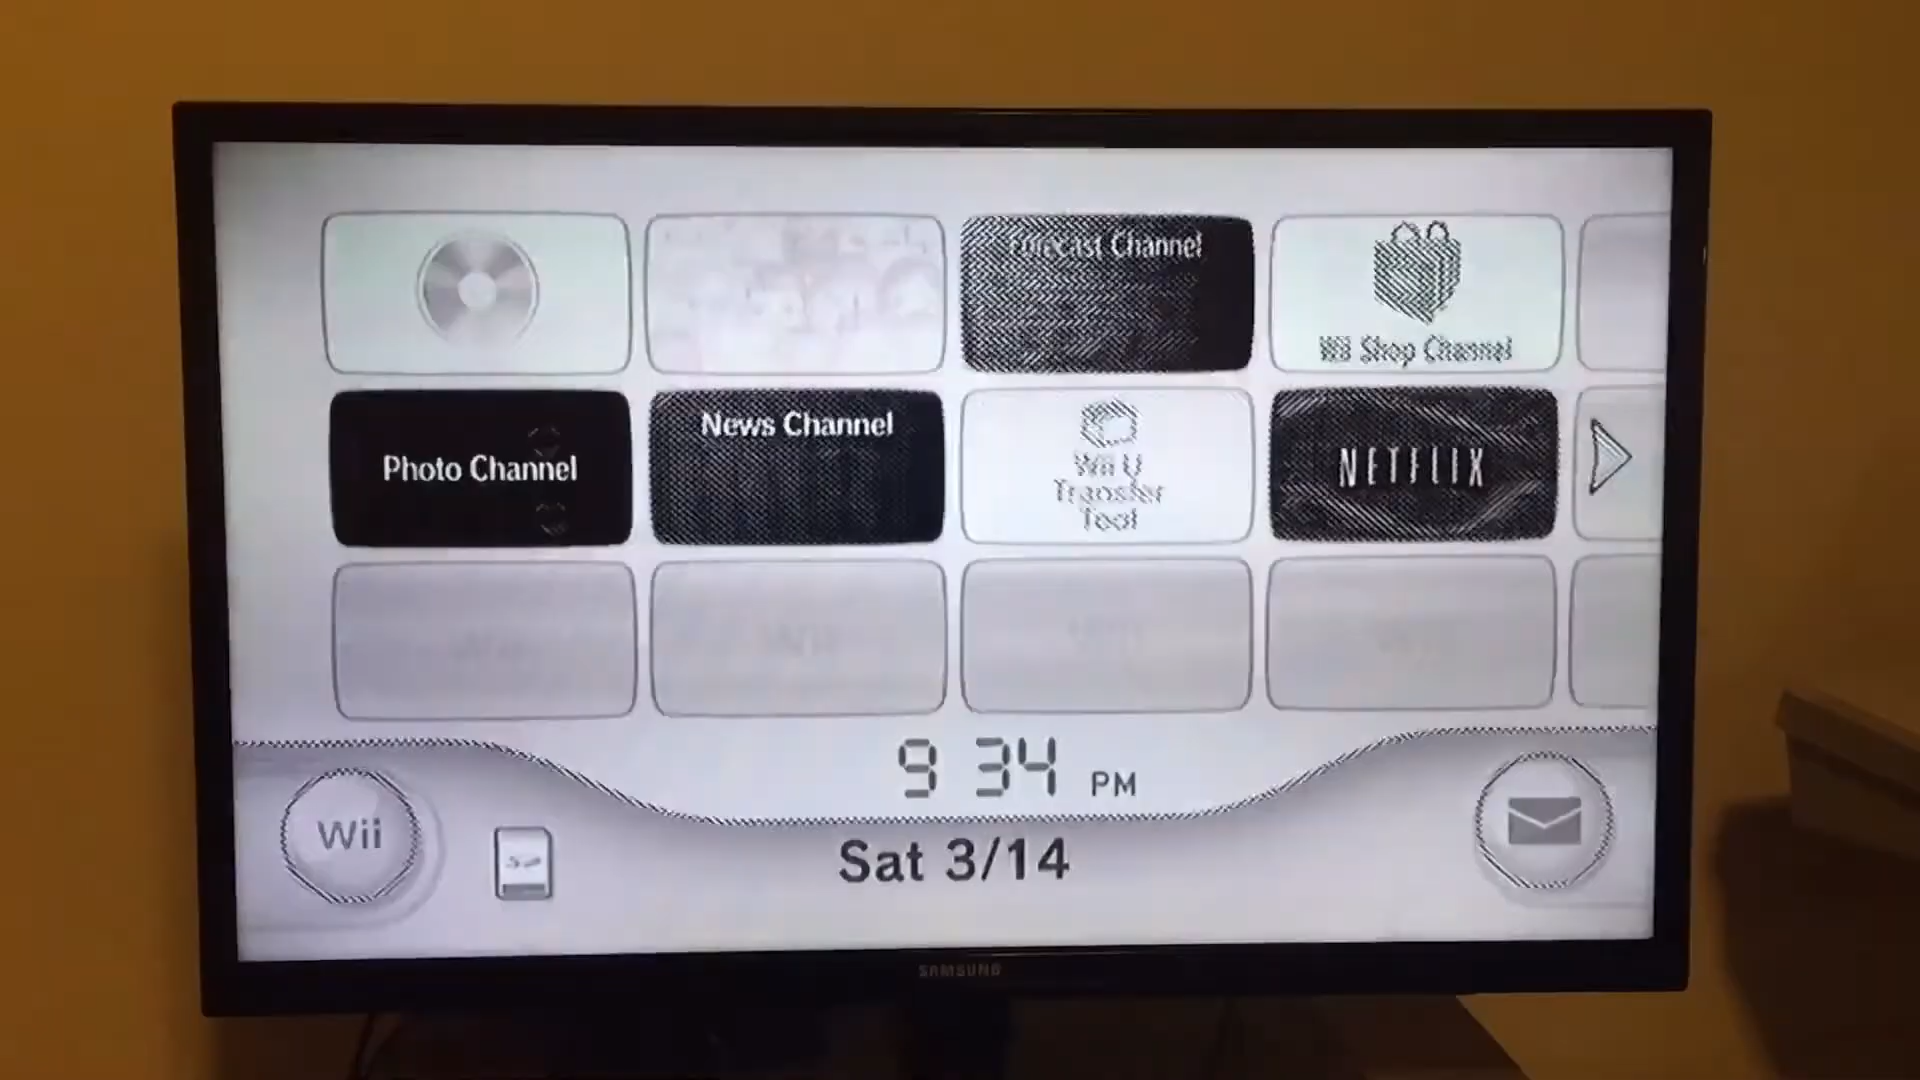 Forecast Channel
Wii Shop Channel
Photo Channel
News Channel
Wii U
Transfer
Tool
NETFLIX
9 34 PM
Wii
Sat 3/14
SAMSUNG